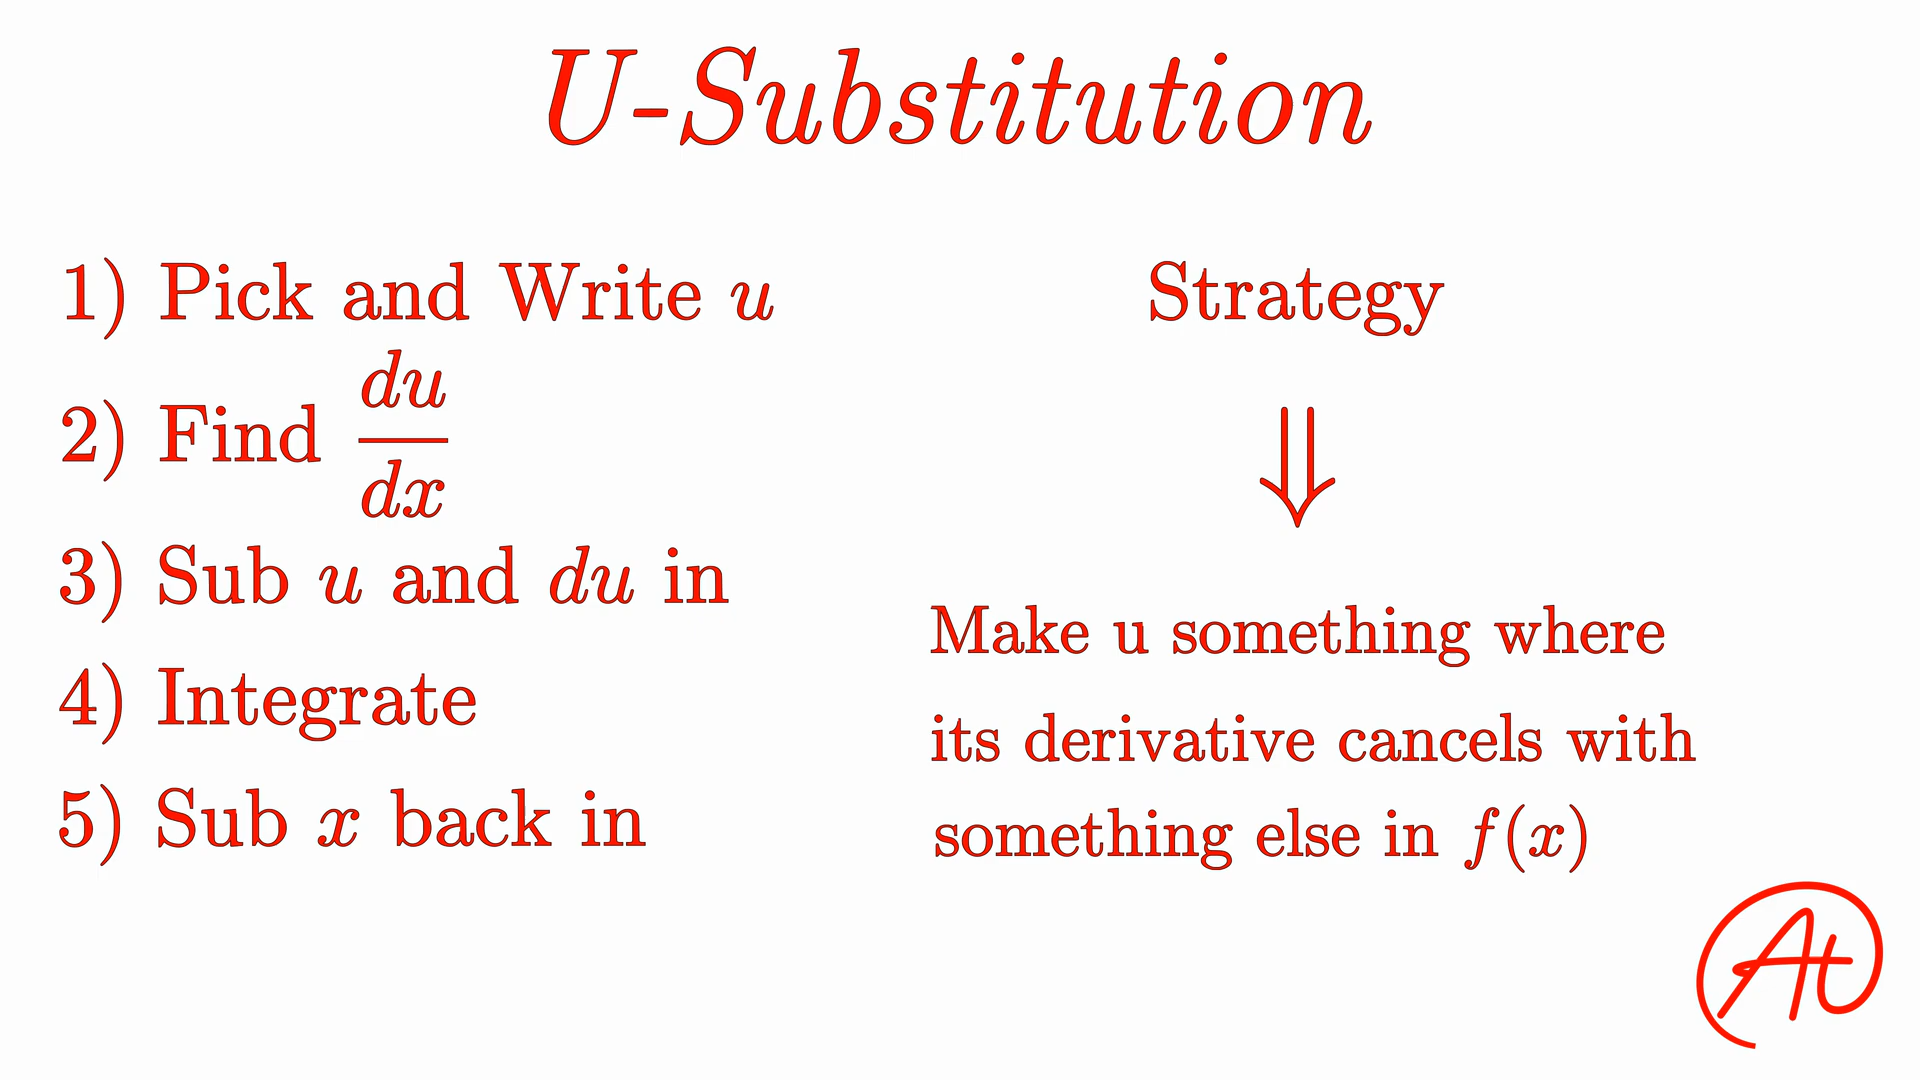 U-Substitution
1) Pick and Write u
2) Find du/dx
3) Sub u and du in
4) Integrate
5) Sub x back in
Strategy
⇓
Make u something where
its derivative cancels with
something else in f(x)
At